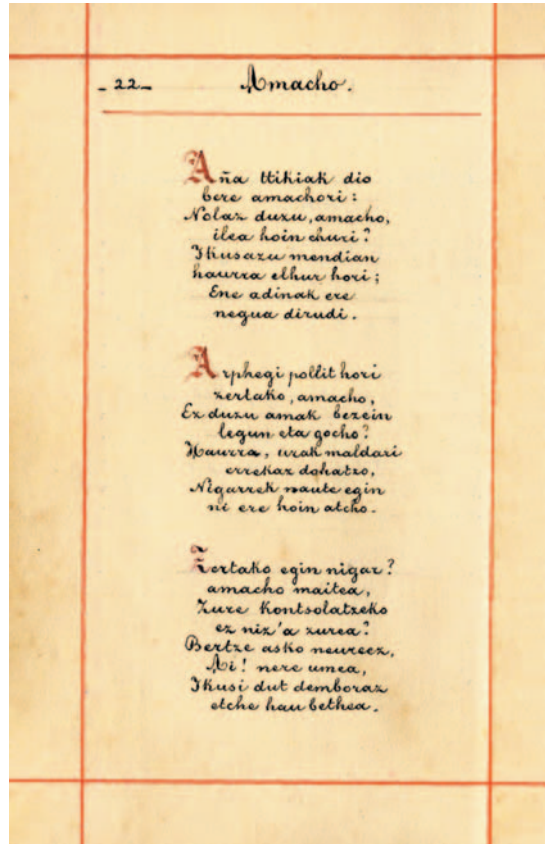 - 22 -
Amacho.
Aña ttikiak dio
bere amachori :
Nolaz duzu, amacho,
ilea hoin churi ?
Ikusazu mendian
haurra elhur hori ;
Ene adinak ere
negua dirudi .
Arphegi pollit hori
zertako, amacho,
Ez duzu amak bezein
legun eta gocho ?
Haurra, urak maldari
errekaz dohatzo,
Nigarrek naute egin
ni ere hoin atcho .
Zertako egin nigar ?
amacho maitea,
Zure kontsolatzeko
ez niz'a zurea ?
Bertze asko neurecz,
Ai ! nere umea,
Ikusi dut demboraz
etche hau bethea .